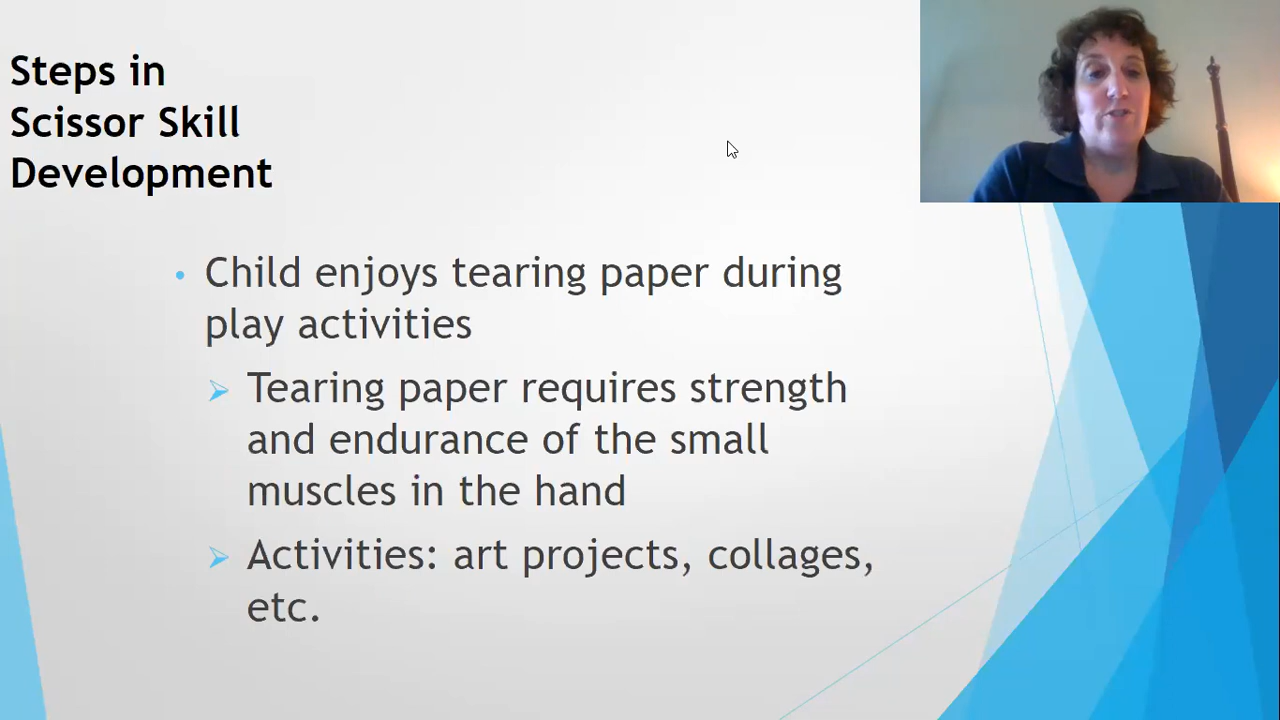 Steps in
Scissor Skill
Development
Child enjoys tearing paper during
play activities
Tearing paper requires strength
and endurance of the small
muscles in the hand
Activities: art projects, collages,
etc.